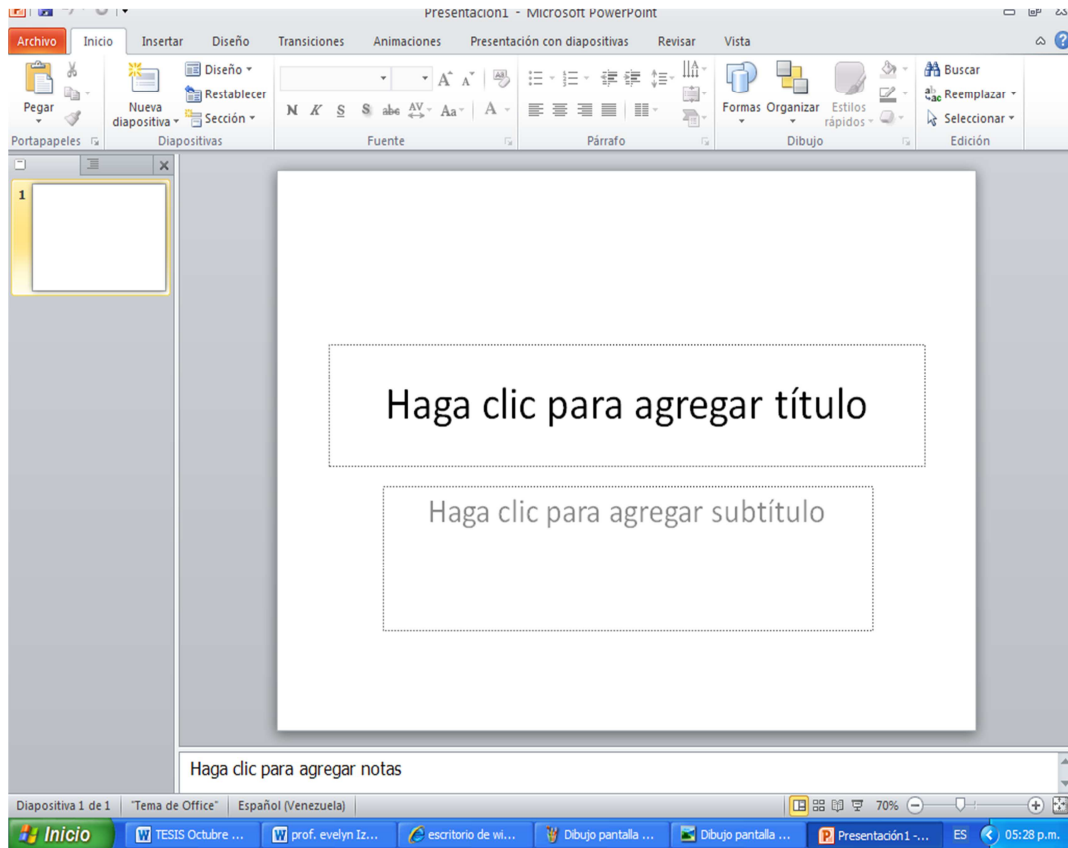 Presentación1 - Microsoft PowerPoint
Archivo Inicio Insertar Diseño Transiciones Animaciones Presentación con diapositivas Revisar Vista
Pegar
Portapapeles
Nueva
diapositiva
Diseño
Restablecer
Sección
Diapositivas
N K S S abc AV Aa A
Fuente
Párrafo
Formas
Organizar
Estilos
rápidos
Dibujo
Buscar
Reemplazar
Seleccionar
Edición
1
Haga clic para agregar título
Haga clic para agregar subtítulo
Haga clic para agregar notas
Diapositiva 1 de 1 "Tema de Office" Español (Venezuela) 70%
Inicio TESIS Octubre ... prof. evelyn Iz... escritorio de wi... Dibujo pantalla ... Dibujo pantalla ... Presentación1 -... ES 05:28 p.m.